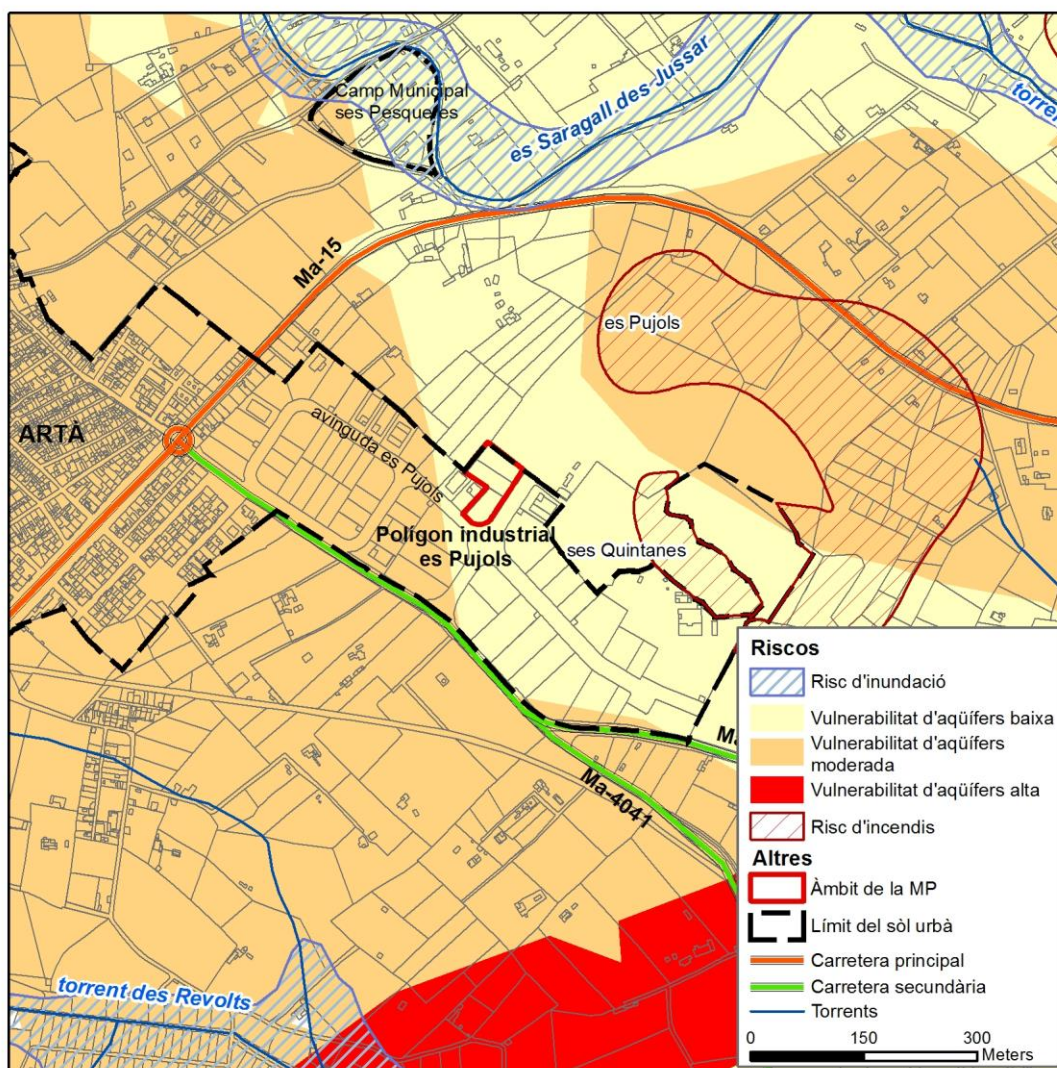 es Saragall des Jussar
torren
Camp Municipal
ses Pesqueres
Ma-15
es Pujols
ARTÀ
avinguda es Pujols
Polígon industrial
es Pujols
ses Quintanes
Ma-4041
torrent des Revolts
Riscos
Risc d'inundació
Vulnerabilitat d'aqüífers baixa
Vulnerabilitat d'aqüífers
moderada
Vulnerabilitat d'aqüífers alta
Risc d'incendis
Altres
Àmbit de la MP
Límit del sòl urbà
Carretera principal
Carretera secundària
Torrents
0 150 300
Meters